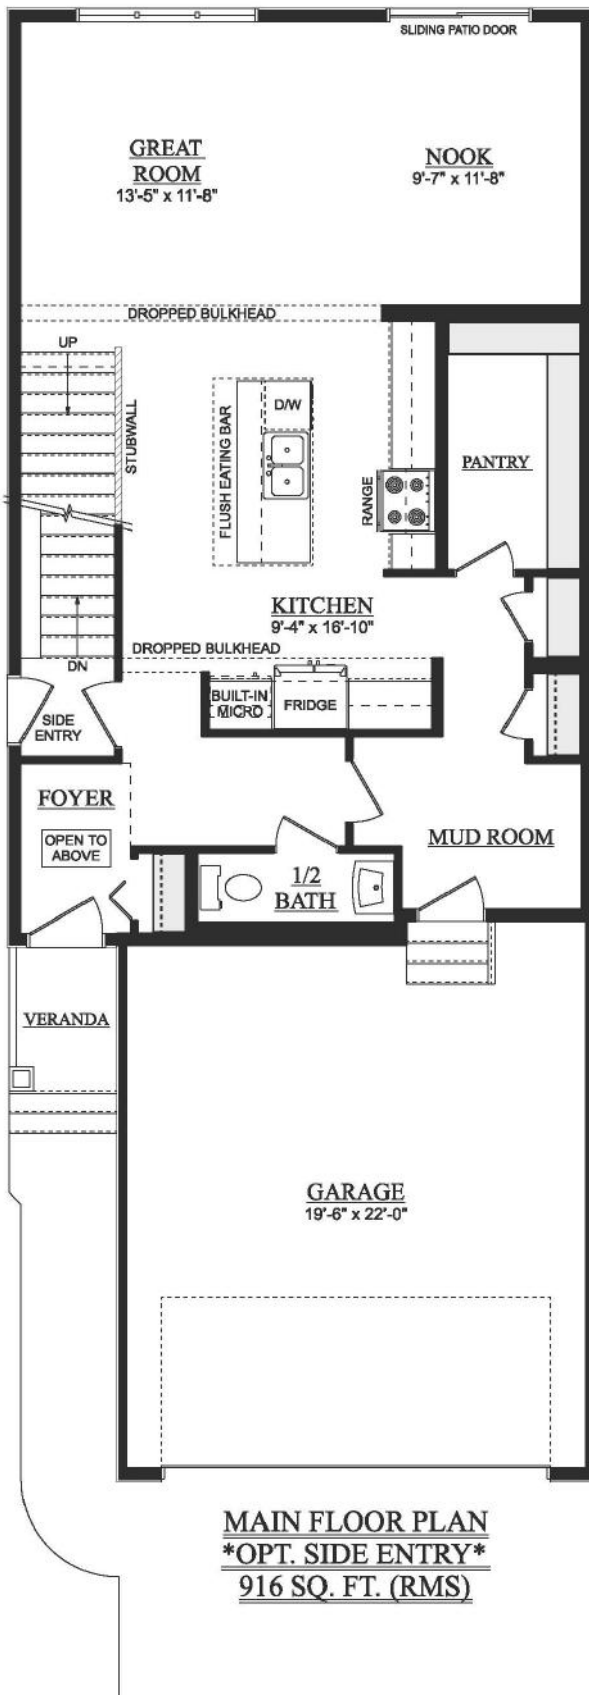 SLIDING PATIO DOOR
GREAT
ROOM
13'-5" x 11'-8"
NOOK
9'-7" x 11'-8"
DROPPED BULKHEAD
UP
STUBWALL
FLUSH EATING BAR
D/W
RANGE
PANTRY
KITCHEN
9'-4" x 16'-10"
DROPPED BULKHEAD
DN
BUILT-IN
MICRO
FRIDGE
SIDE
ENTRY
FOYER
OPEN TO
ABOVE
MUD ROOM
1/2
BATH
VERANDA
GARAGE
19'-6" x 22'-0"
MAIN FLOOR PLAN
*OPT. SIDE ENTRY*
916 SQ. FT. (RMS)